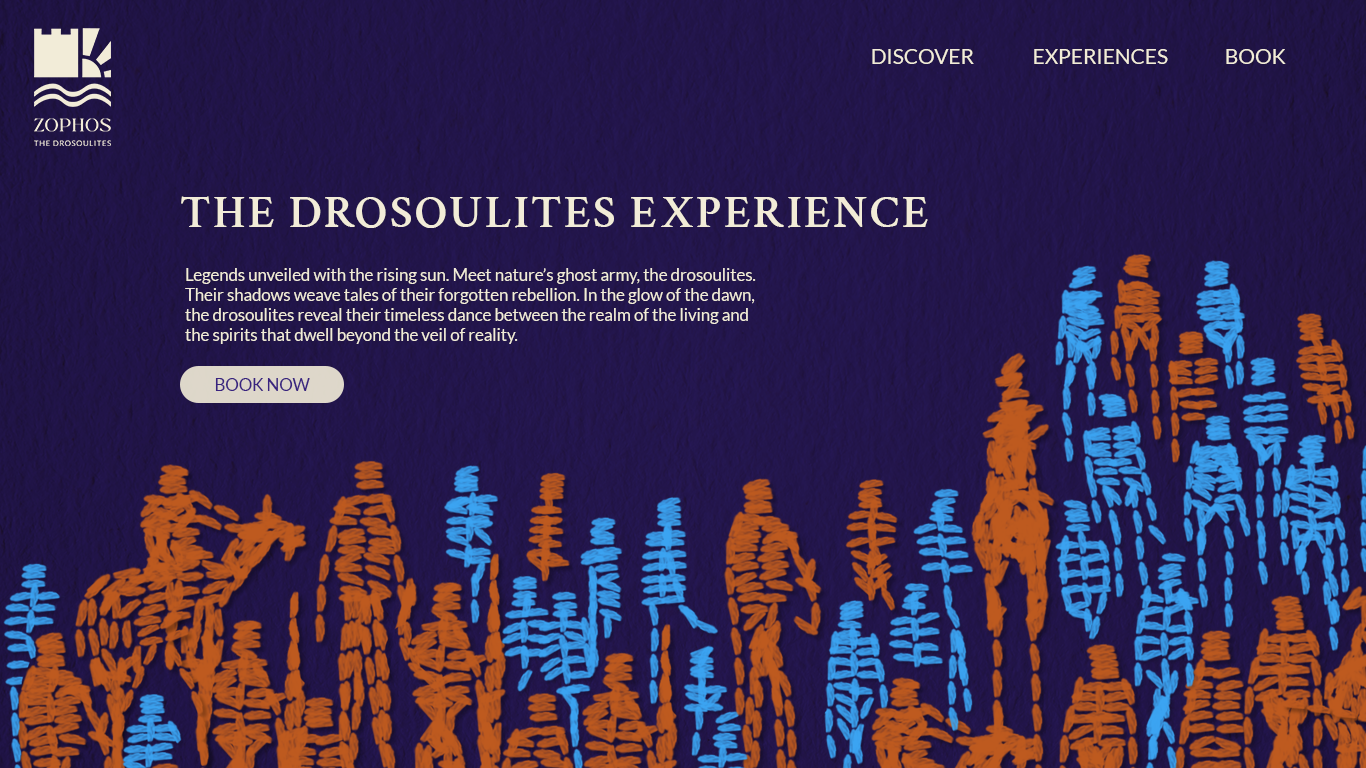 DISCOVER EXPERIENCES BOOK
ZOPHOS
THE DROSOULITES
THE DROSOULITES EXPERIENCE
Legends unveiled with the rising sun. Meet nature’s ghost army, the drosoulites.
Their shadows weave tales of their forgotten rebellion. In the glow of the dawn,
the drosoulites reveal their timeless dance between the realm of the living and
the spirits that dwell beyond the veil of reality.
BOOK NOW